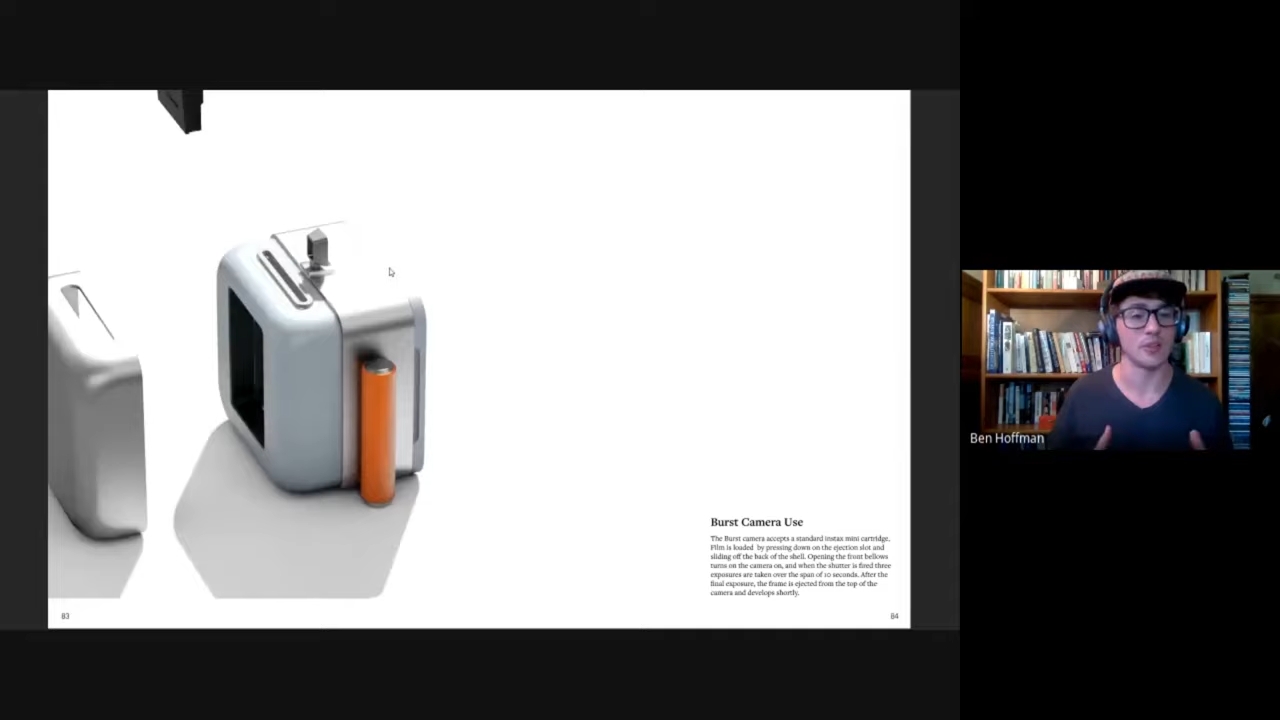 Burst Camera Use
The Burst camera accepts a standard instax mini cartridge.
Film is loaded by pressing down on the ejection slot and
sliding off the back of the shell. Opening the front bellows
turns on the camera on, and when the shutter is fired three
exposures are taken over the span of 10 seconds. After the
final exposure, the frame is ejected from the top of the
camera and develops shortly.
83
84
Ben Hoffman